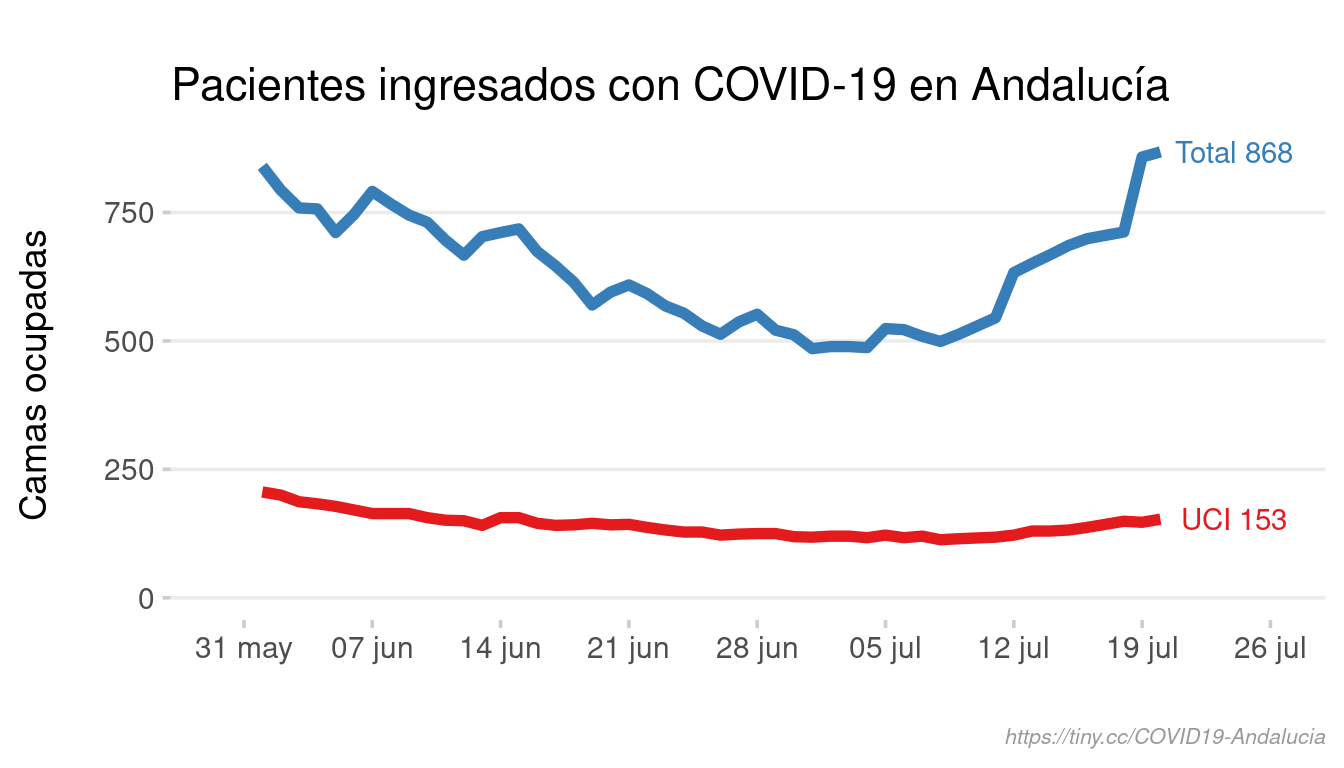 Pacientes ingresados con COVID-19 en Andalucía
Camas ocupadas
750
500
250
0
Total 868
UCI 153
31 may 07 jun 14 jun 21 jun 28 jun 05 jul 12 jul 19 jul 26 jul
https://tiny.cc/COVID19-Andalucia